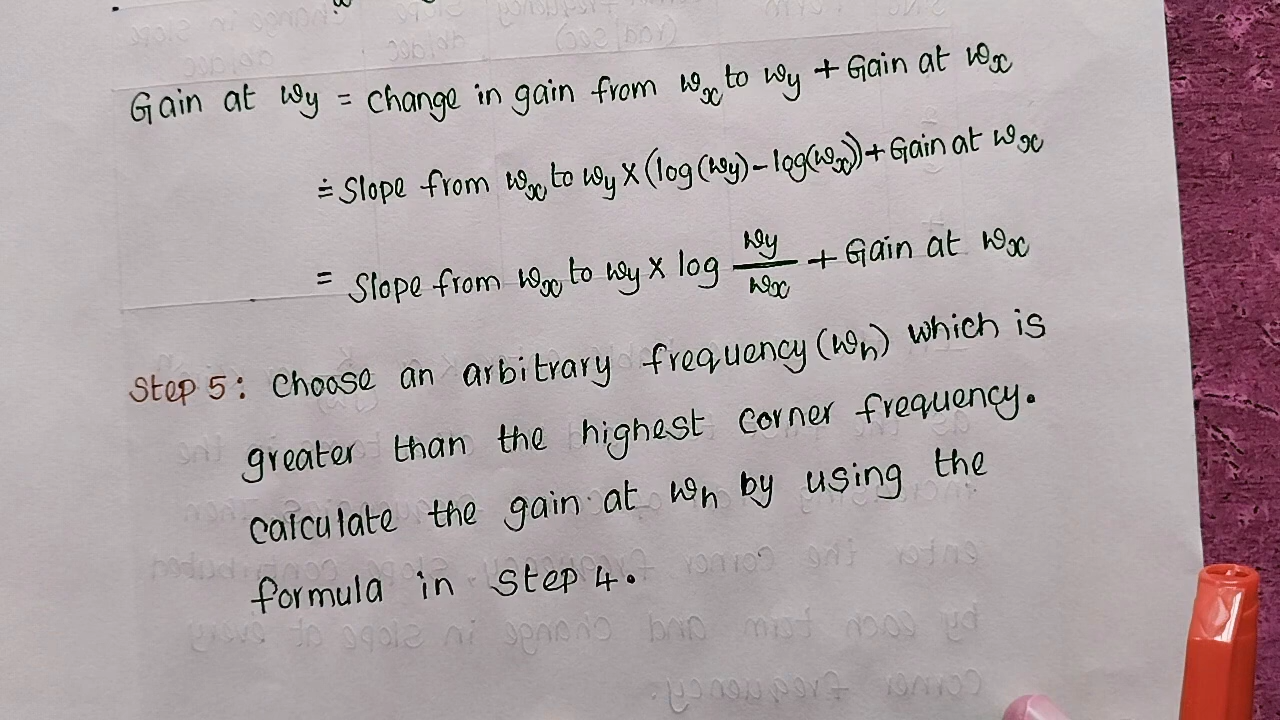 Gain at ωy = change in gain from ωx to ωy + Gain at ωx
= Slope from ωx to ωy × (log(ωy) - log(ωx)) + Gain at ωx
= Slope from ωx to ωy × log ωy/ωx + Gain at ωx
Step 5: Choose an arbitrary frequency (ωh) which is
greater than the highest corner frequency.
calculate the gain at ωh by using the
formula in step 4.